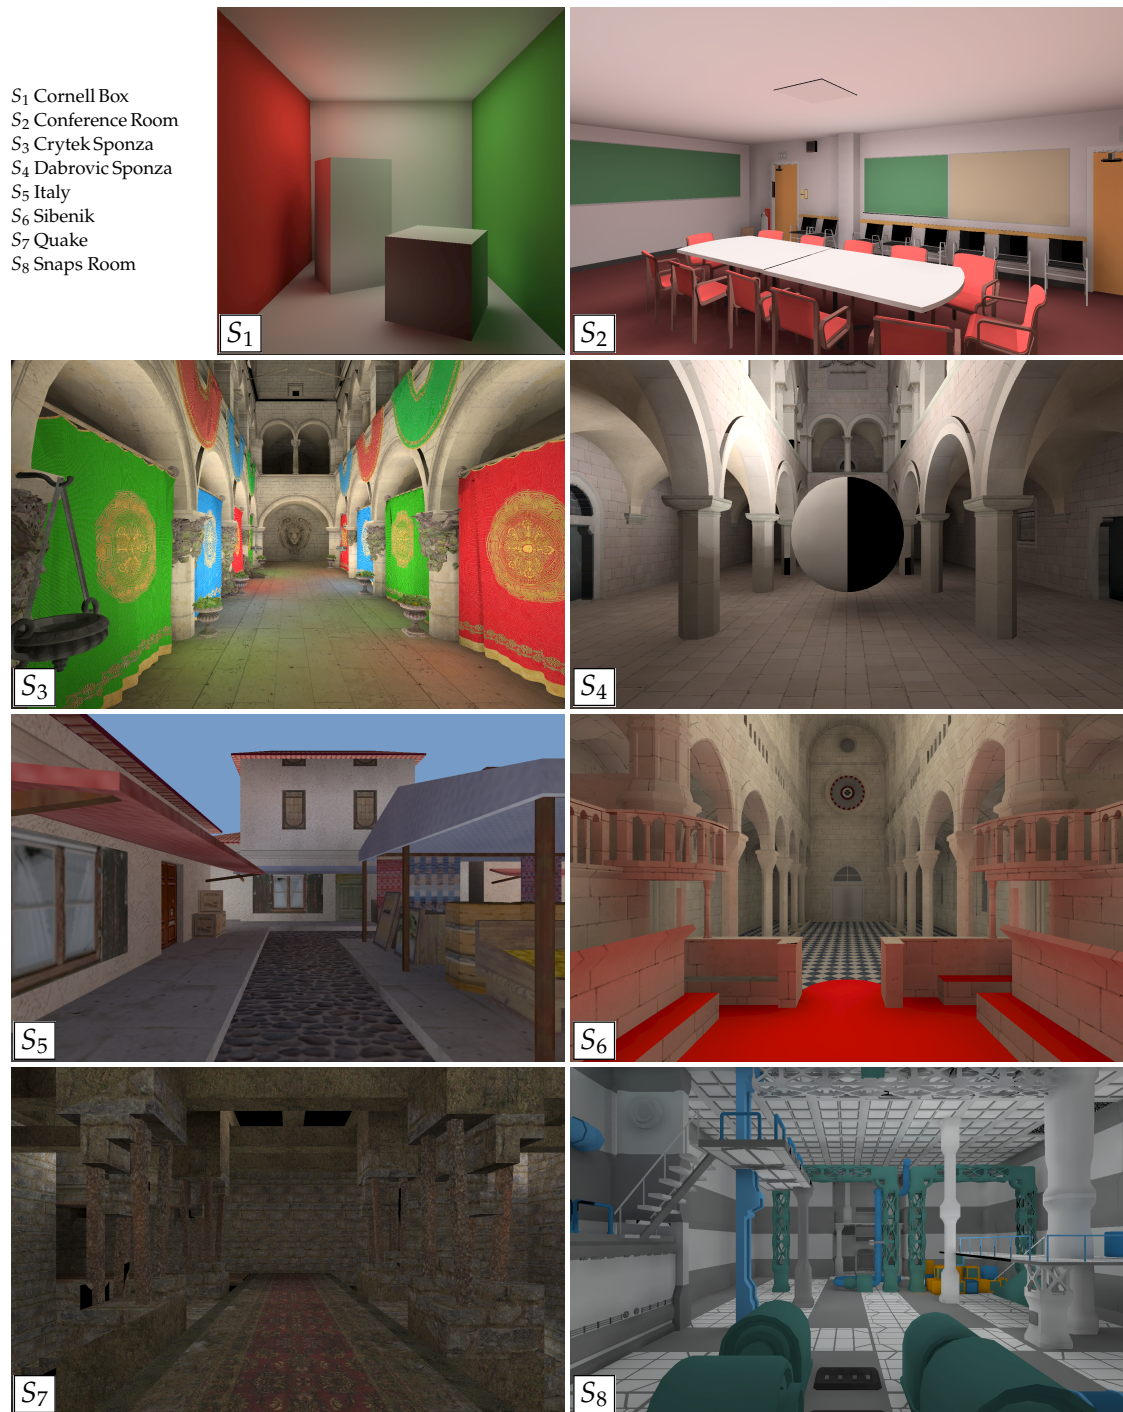 S1 Cornell Box
S2 Conference Room
S3 Crytek Sponza
S4 Dabrovic Sponza
S5 Italy
S6 Sibenik
S7 Quake
S8 Snaps Room
S1
S2
S3
S4
S5
S6
S7
S8